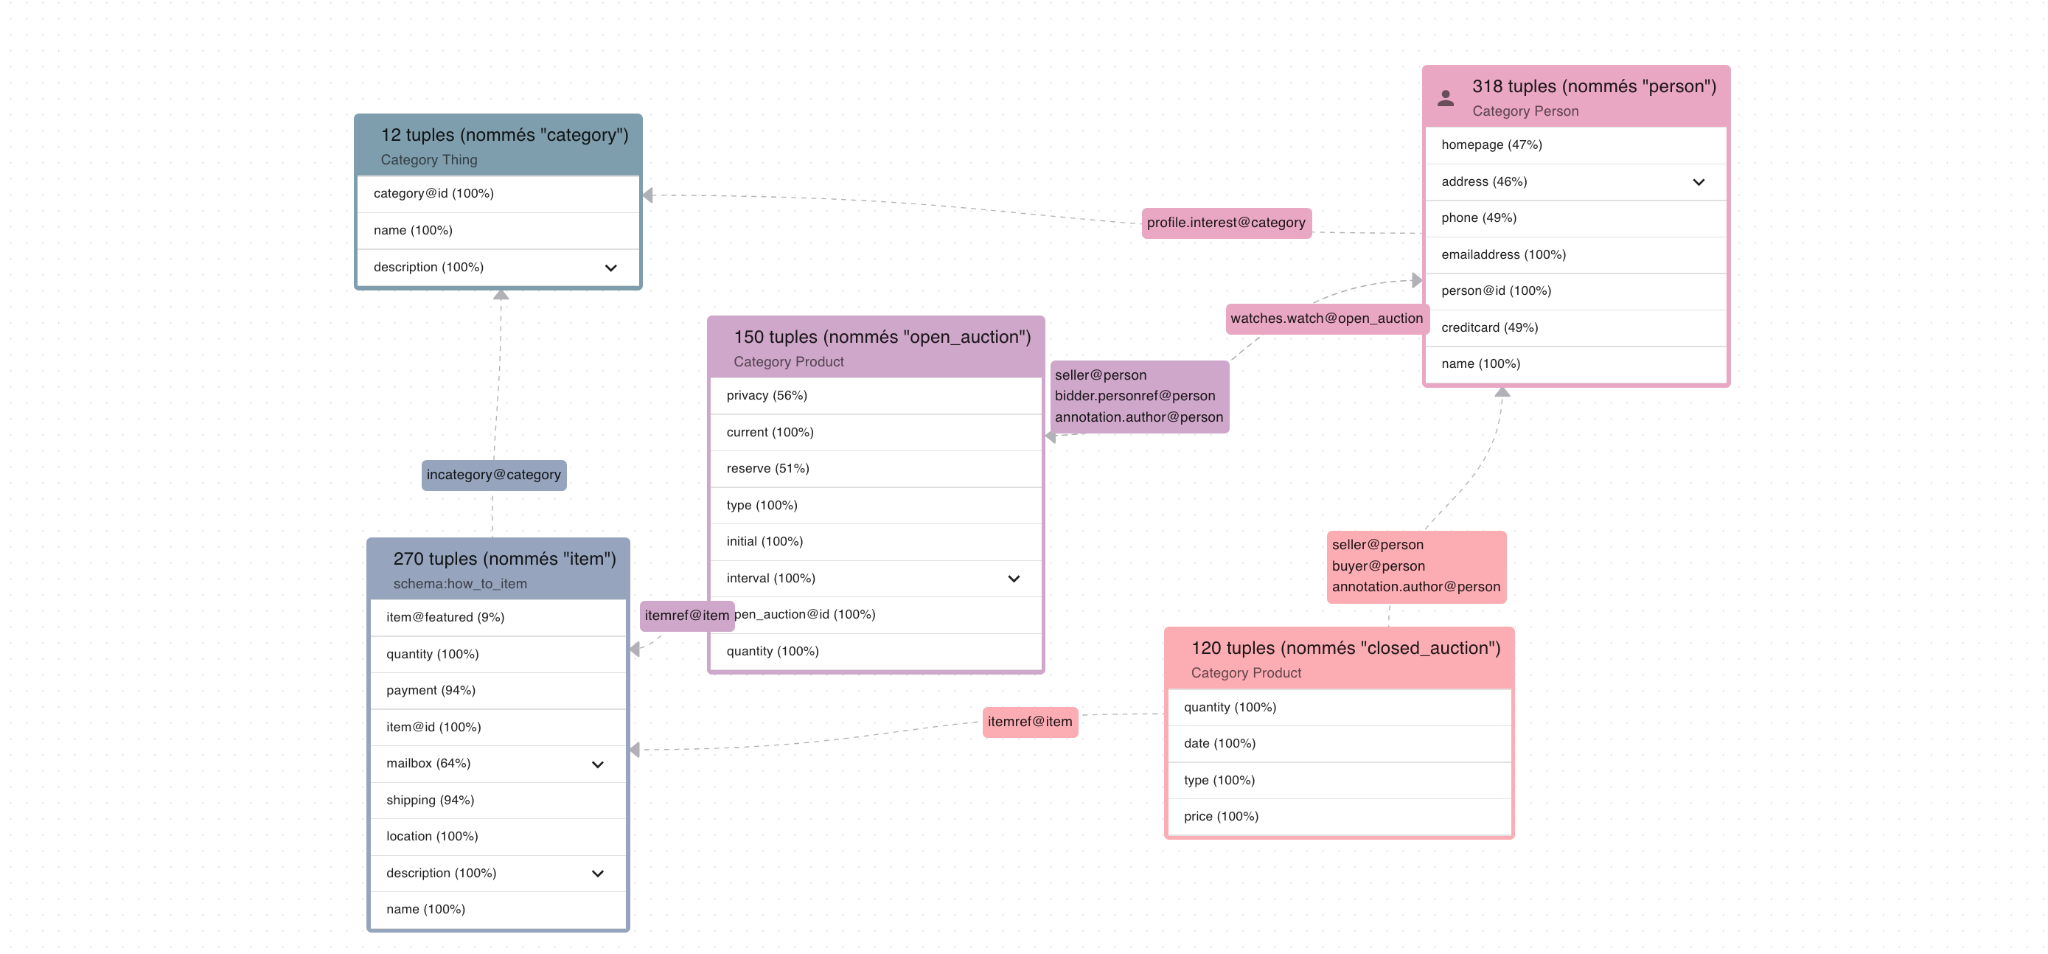 12 tuples (nommés "category")
Category Thing
category@id (100%)
name (100%)
description (100%)
318 tuples (nommés "person")
Category Person
homepage (47%)
address (46%)
phone (49%)
emailaddress (100%)
person@id (100%)
creditcard (49%)
name (100%)
profile.interest@category
watches.watch@open_auction
150 tuples (nommés "open_auction")
Category Product
privacy (56%)
current (100%)
reserve (51%)
type (100%)
initial (100%)
interval (100%)
pen_auction@id (100%)
quantity (100%)
seller@person
bidder.personref@person
annotation.author@person
incategory@category
270 tuples (nommés "item")
schema:how_to_item
item@featured (9%)
quantity (100%)
payment (94%)
item@id (100%)
mailbox (64%)
shipping (94%)
location (100%)
description (100%)
name (100%)
itemref@item
itemref@item
seller@person
buyer@person
annotation.author@person
120 tuples (nommés "closed_auction")
Category Product
quantity (100%)
date (100%)
type (100%)
price (100%)